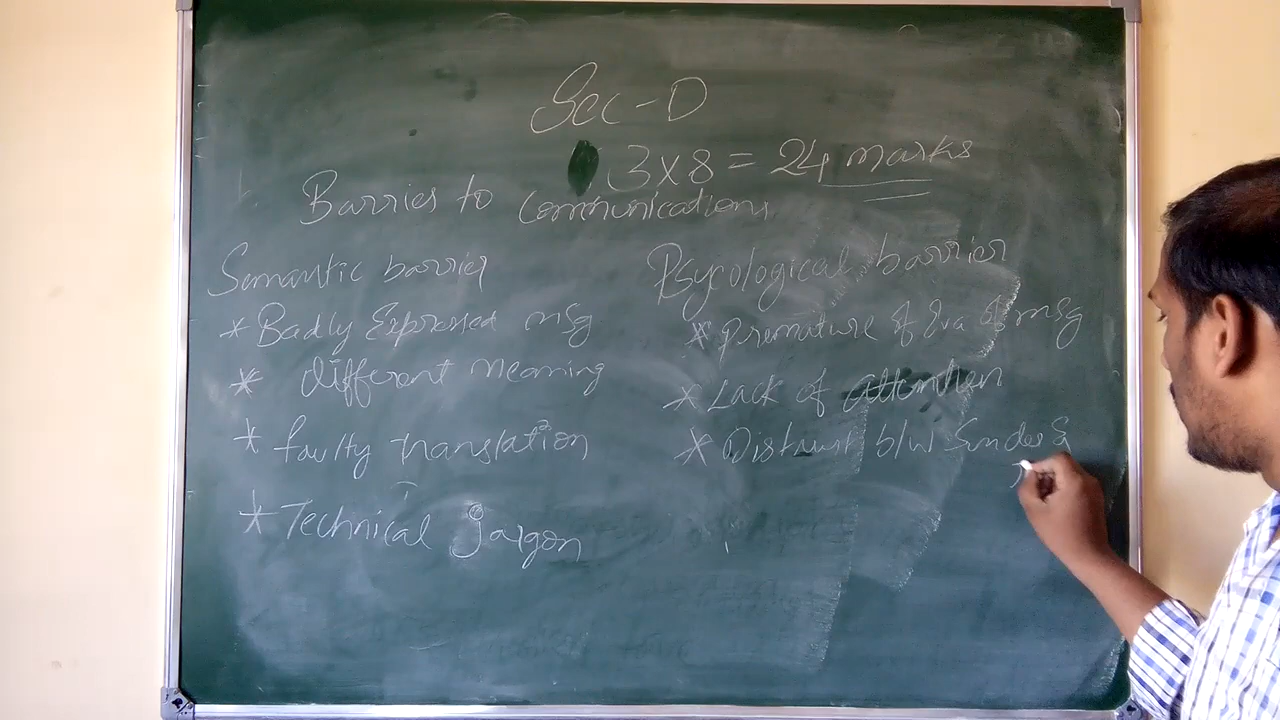 Sec - D
3 x 8 = 24 marks
Barries to Communications
Semantic barrier
* Badly Expressed msg
* different meaning
* faulty translation
* Technical Jargon
Psycological barrier
* Premature of Eva of msg
* Lack of attention
* Distrust b/w Sender &